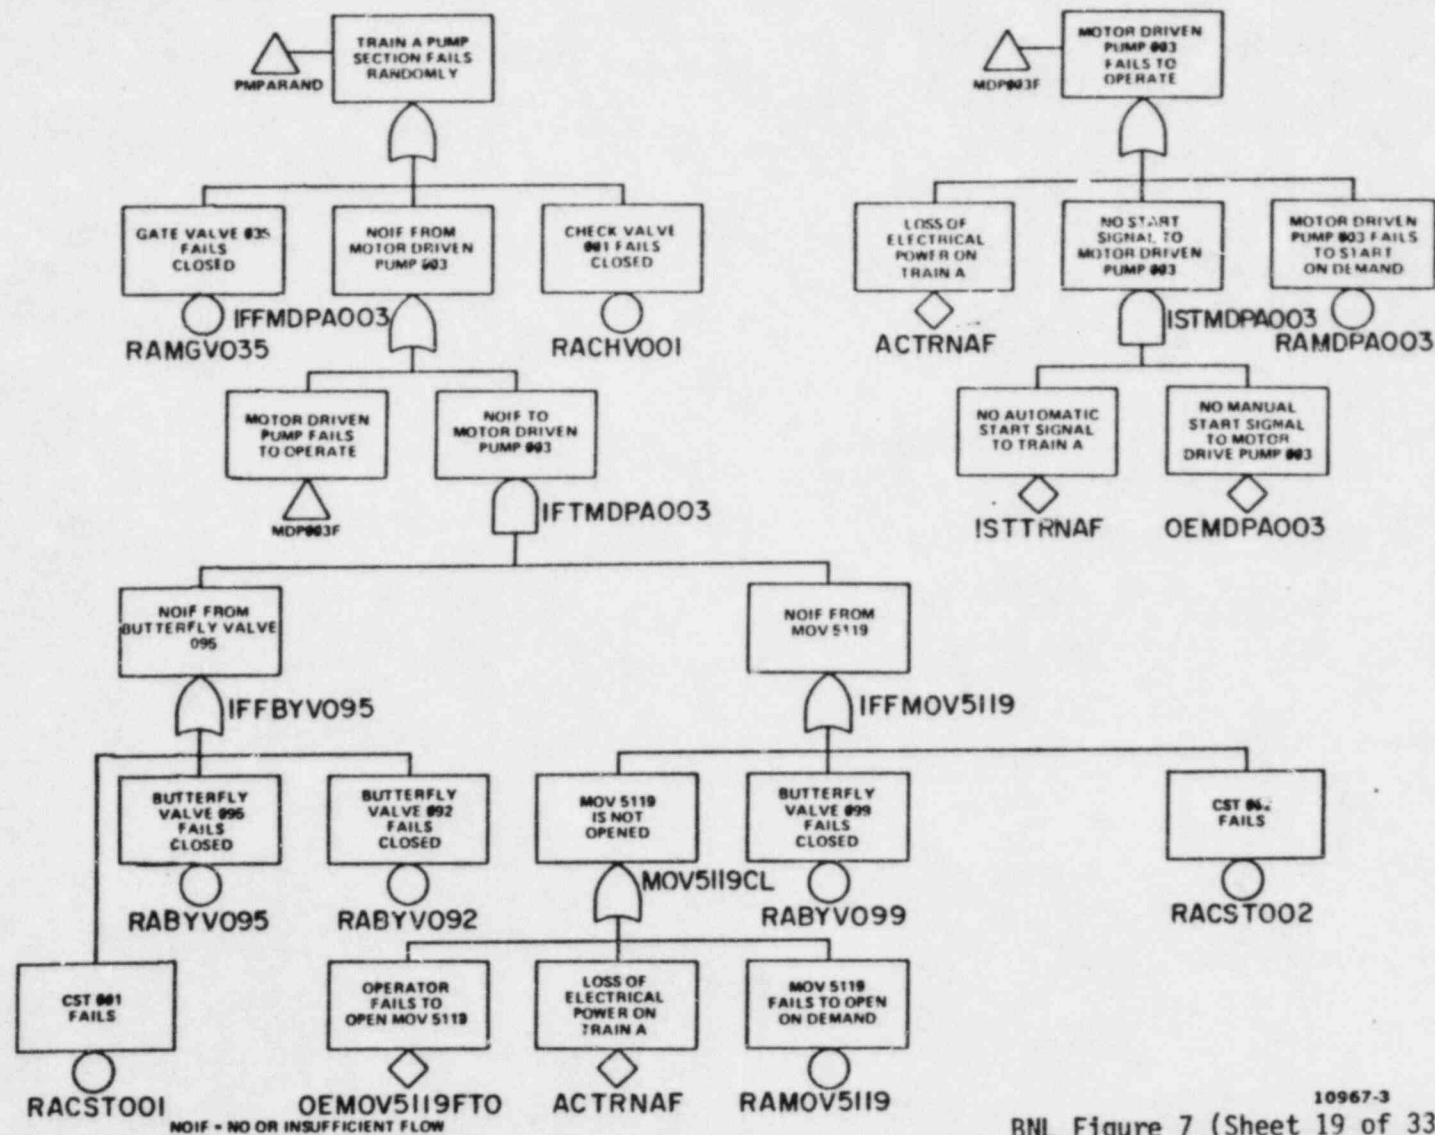 TRAIN A PUMP
SECTION FAILS
RANDOMLY
PMPARAND
MOTOR DRIVEN
PUMP 003
FAILS TO
OPERATE
MDP003F
GATE VALVE 035
FAILS
CLOSED
RAMGV035
NOIF FROM
MOTOR DRIVEN
PUMP 003
IFFMDPA003
CHECK VALVE
001 FAILS
CLOSED
RACHV001
LOSS OF
ELECTRICAL
POWER ON
TRAIN A
ACTRNAF
NO START
SIGNAL TO
MOTOR DRIVEN
PUMP 003
ISTMDPA003
MOTOR DRIVEN
PUMP 003 FAILS
TO START
ON DEMAND
RAMDPA003
MOTOR DRIVEN
PUMP FAILS
TO OPERATE
MDP003F
NOIF TO
MOTOR DRIVEN
PUMP 003
IFTMDPA003
NO AUTOMATIC
START SIGNAL
TO TRAIN A
ISTTRNAF
NO MANUAL
START SIGNAL
TO MOTOR
DRIVE PUMP 003
OEMDPA003
NOIF FROM
BUTTERFLY VALVE
095
IFFBYV095
NOIF FROM
MOV 5119
IFFMOV5119
BUTTERFLY
VALVE 095
FAILS
CLOSED
RABYV095
BUTTERFLY
VALVE 092
FAILS
CLOSED
RABYV092
MOV 5119
IS NOT
OPENED
MOV5119CL
BUTTERFLY
VALVE 099
FAILS
CLOSED
RABYV099
CST 002
FAILS
RACST002
CST 001
FAILS
RACST001
OPERATOR
FAILS TO
OPEN MOV 5119
OEMOV5119FTO
LOSS OF
ELECTRICAL
POWER ON
TRAIN A
ACTRNAF
MOV 5119
FAILS TO OPEN
ON DEMAND
RAMOV5119
NOIF = NO OR INSUFFICIENT FLOW
10967-3
BNL Figure 7 (Sheet 19 of 33